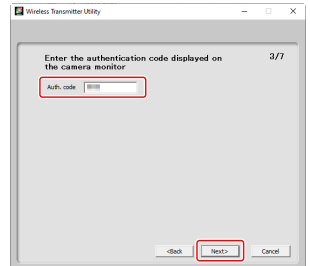 Wireless Transmitter Utility
Enter the authentication code displayed on
the camera monitor
3/7
Auth. code
<Back
Next>
Cancel